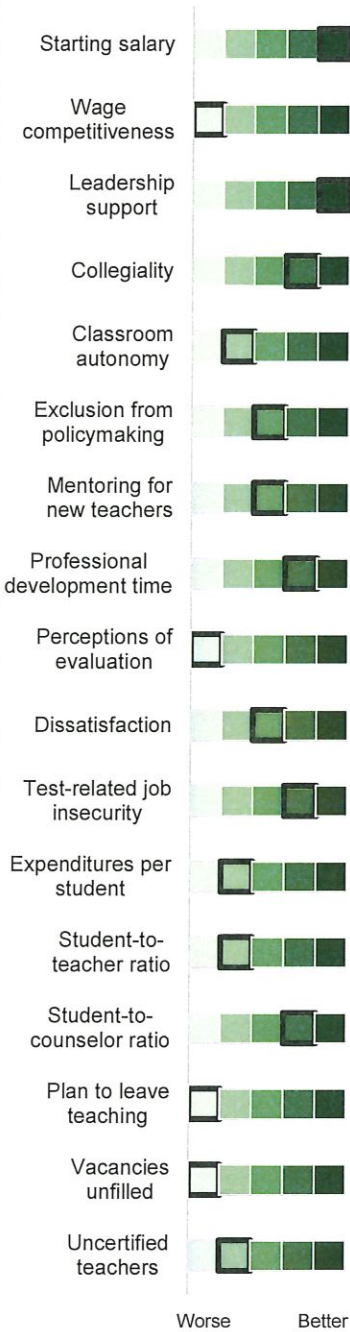 Starting salary
Wage
competitiveness
Leadership
support
Collegiality
Classroom
autonomy
Exclusion from
policymaking
Mentoring for
new teachers
Professional
development time
Perceptions of
evaluation
Dissatisfaction
Test-related job
insecurity
Expenditures per
student
Student-to-
teacher ratio
Student-to-
counselor ratio
Plan to leave
teaching
Vacancies
unfilled
Uncertified
teachers
Worse Better